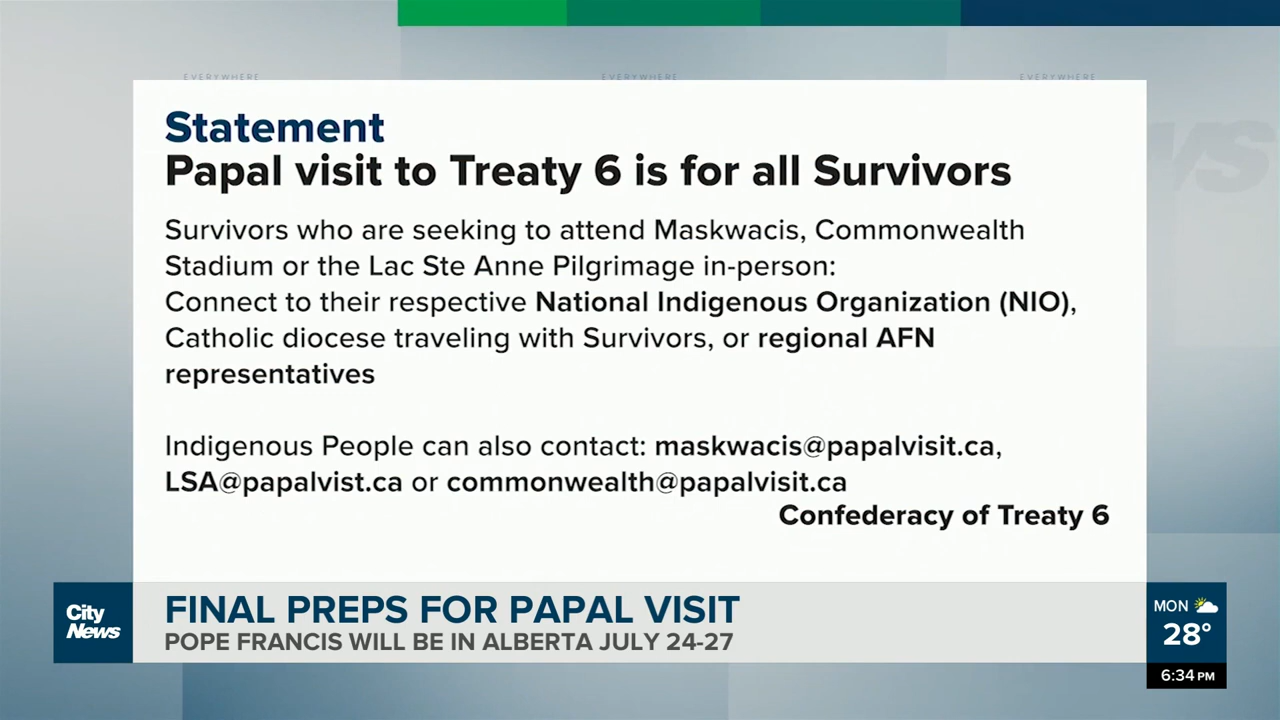 EVERYWHERE EVERYWHERE EVERYWHERE
Statement
Papal visit to Treaty 6 is for all Survivors
Survivors who are seeking to attend Maskwacis, Commonwealth
Stadium or the Lac Ste Anne Pilgrimage in-person:
Connect to their respective National Indigenous Organization (NIO),
Catholic diocese traveling with Survivors, or regional AFN
representatives
Indigenous People can also contact: maskwacis@papalvisit.ca,
LSA@papalvist.ca or commonwealth@papalvisit.ca
Confederacy of Treaty 6
City
News
FINAL PREPS FOR PAPAL VISIT
POPE FRANCIS WILL BE IN ALBERTA JULY 24-27
MON
28°
6:34 PM